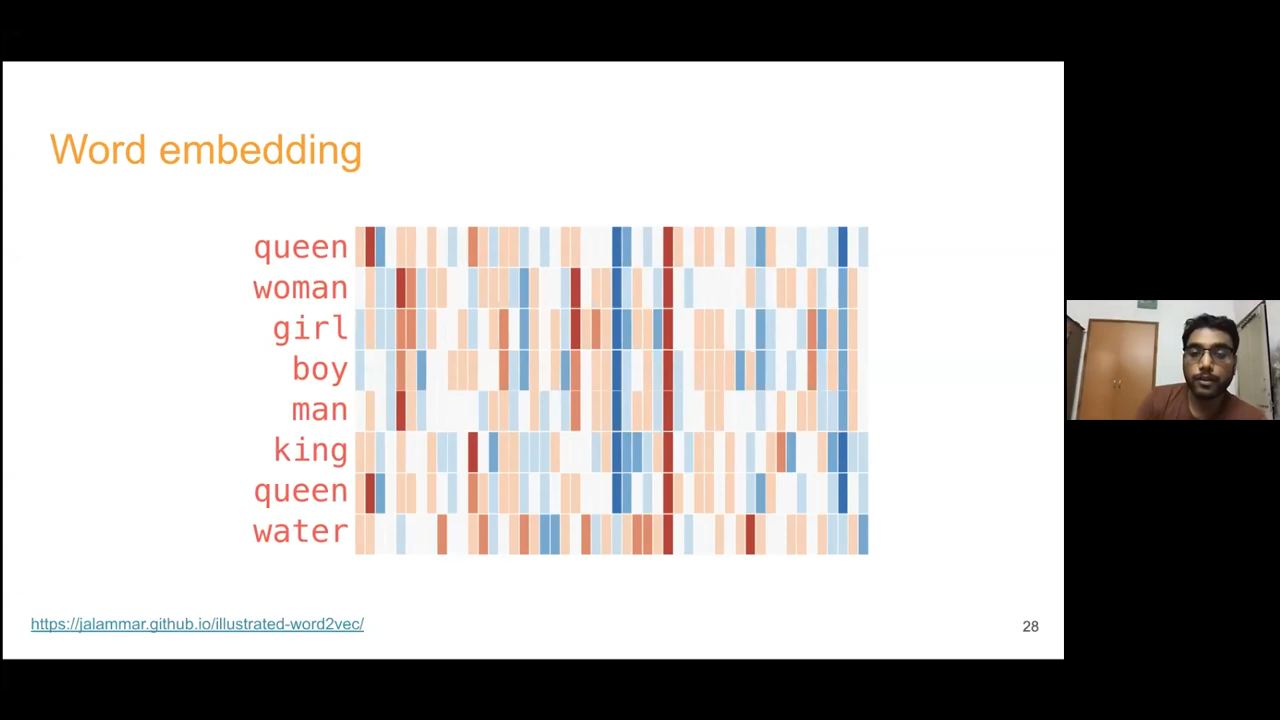 Word embedding
queen
woman
girl
boy
man
king
queen
water
https://jalammar.github.io/illustrated-word2vec/
28